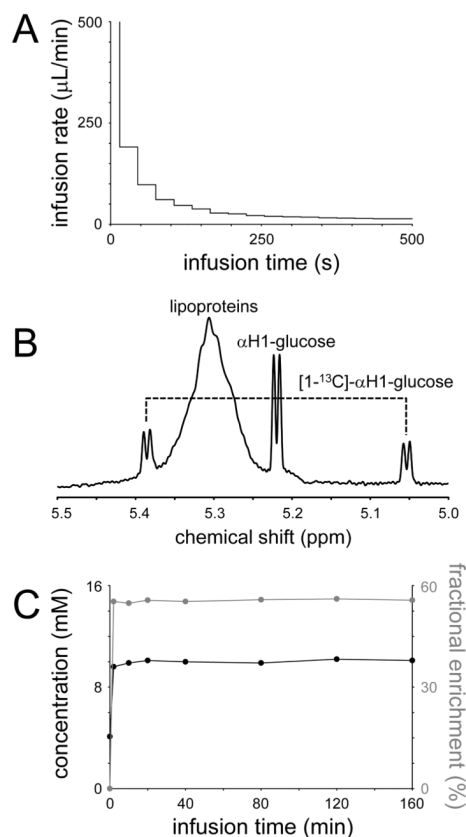 A
infusion rate (μL/min)
500
250
0
0 250 500
infusion time (s)
B
lipoproteins
αH1-glucose
[1-¹³C]-αH1-glucose
5.5 5.4 5.3 5.2 5.1 5.0
chemical shift (ppm)
C
concentration (mM)
16
8
0
fractional enrichment (%)
60
30
0
0 40 80 120 160
infusion time (min)